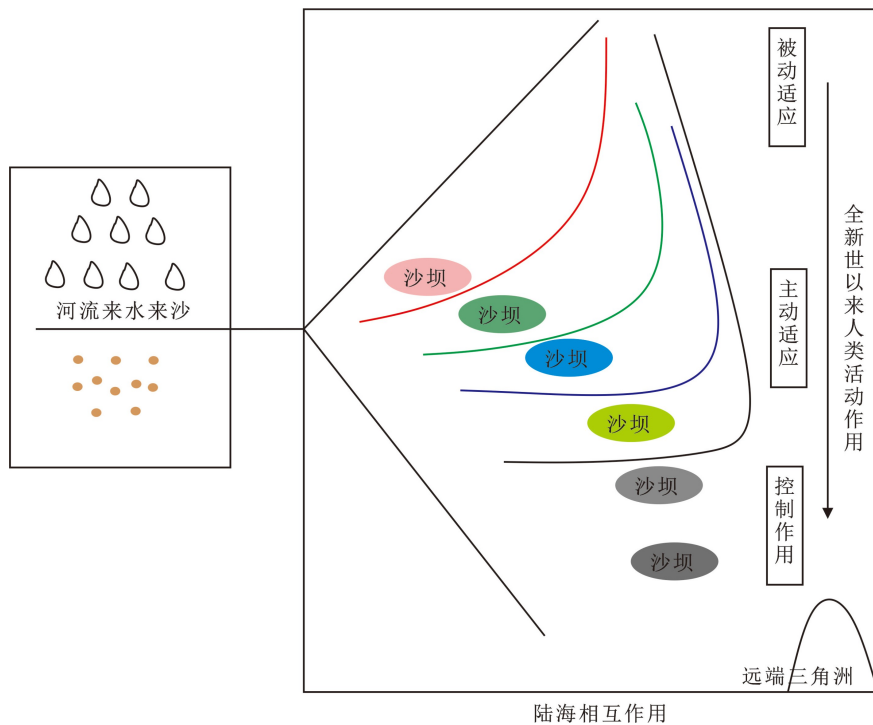 河流来水来沙
沙坝
沙坝
沙坝
沙坝
沙坝
沙坝
被动适应
主动适应
控制作用
全新世以来人类活动作用
远端三角洲
陆海相互作用